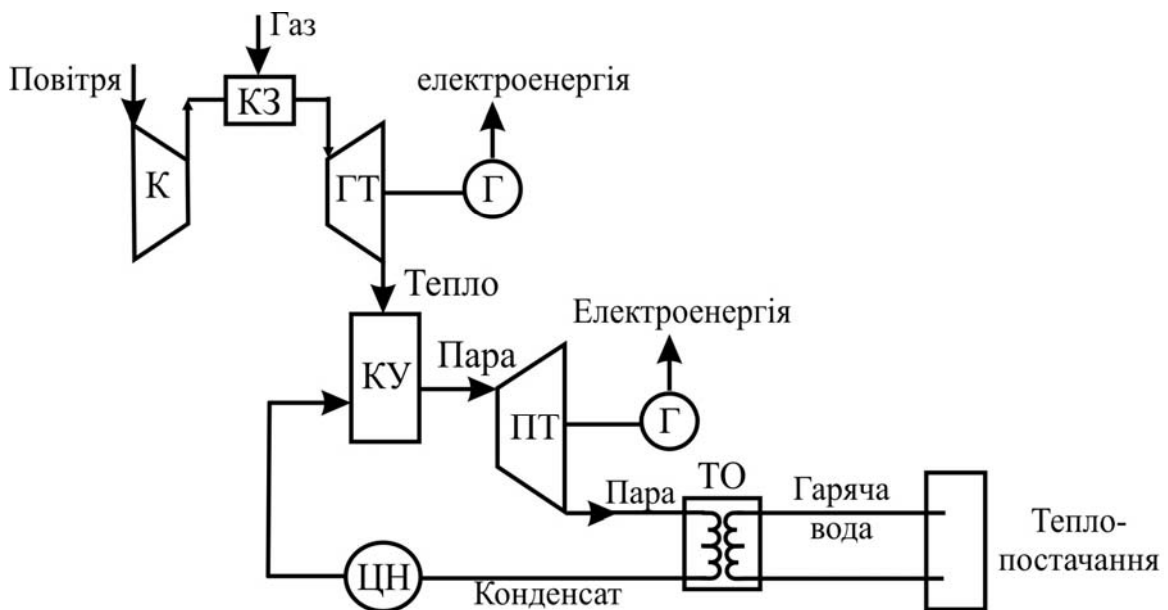 Газ
Повітря
КЗ
електроенергія
К
ГТ
Г
Тепло
Електроенергія
Пара
КУ
ПТ
Г
ТО
Пара
Гаряча
вода
Тепло-
постачання
ЦН
Конденсат